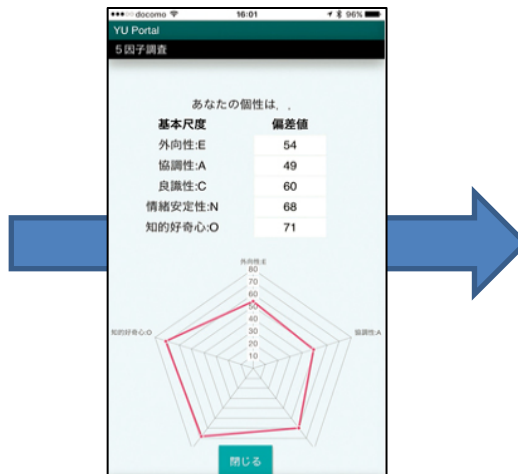 docomo 16:01 96%
YU Portal
5因子調査
あなたの個性は、.
基本尺度 偏差値
外向性:E 54
協調性:A 49
良識性:C 60
情緒安定性:N 68
知的好奇心:O 71
外向性:E
80
70
60
50
40
30
20
10
知的好奇心:O
協調性:A
閉じる